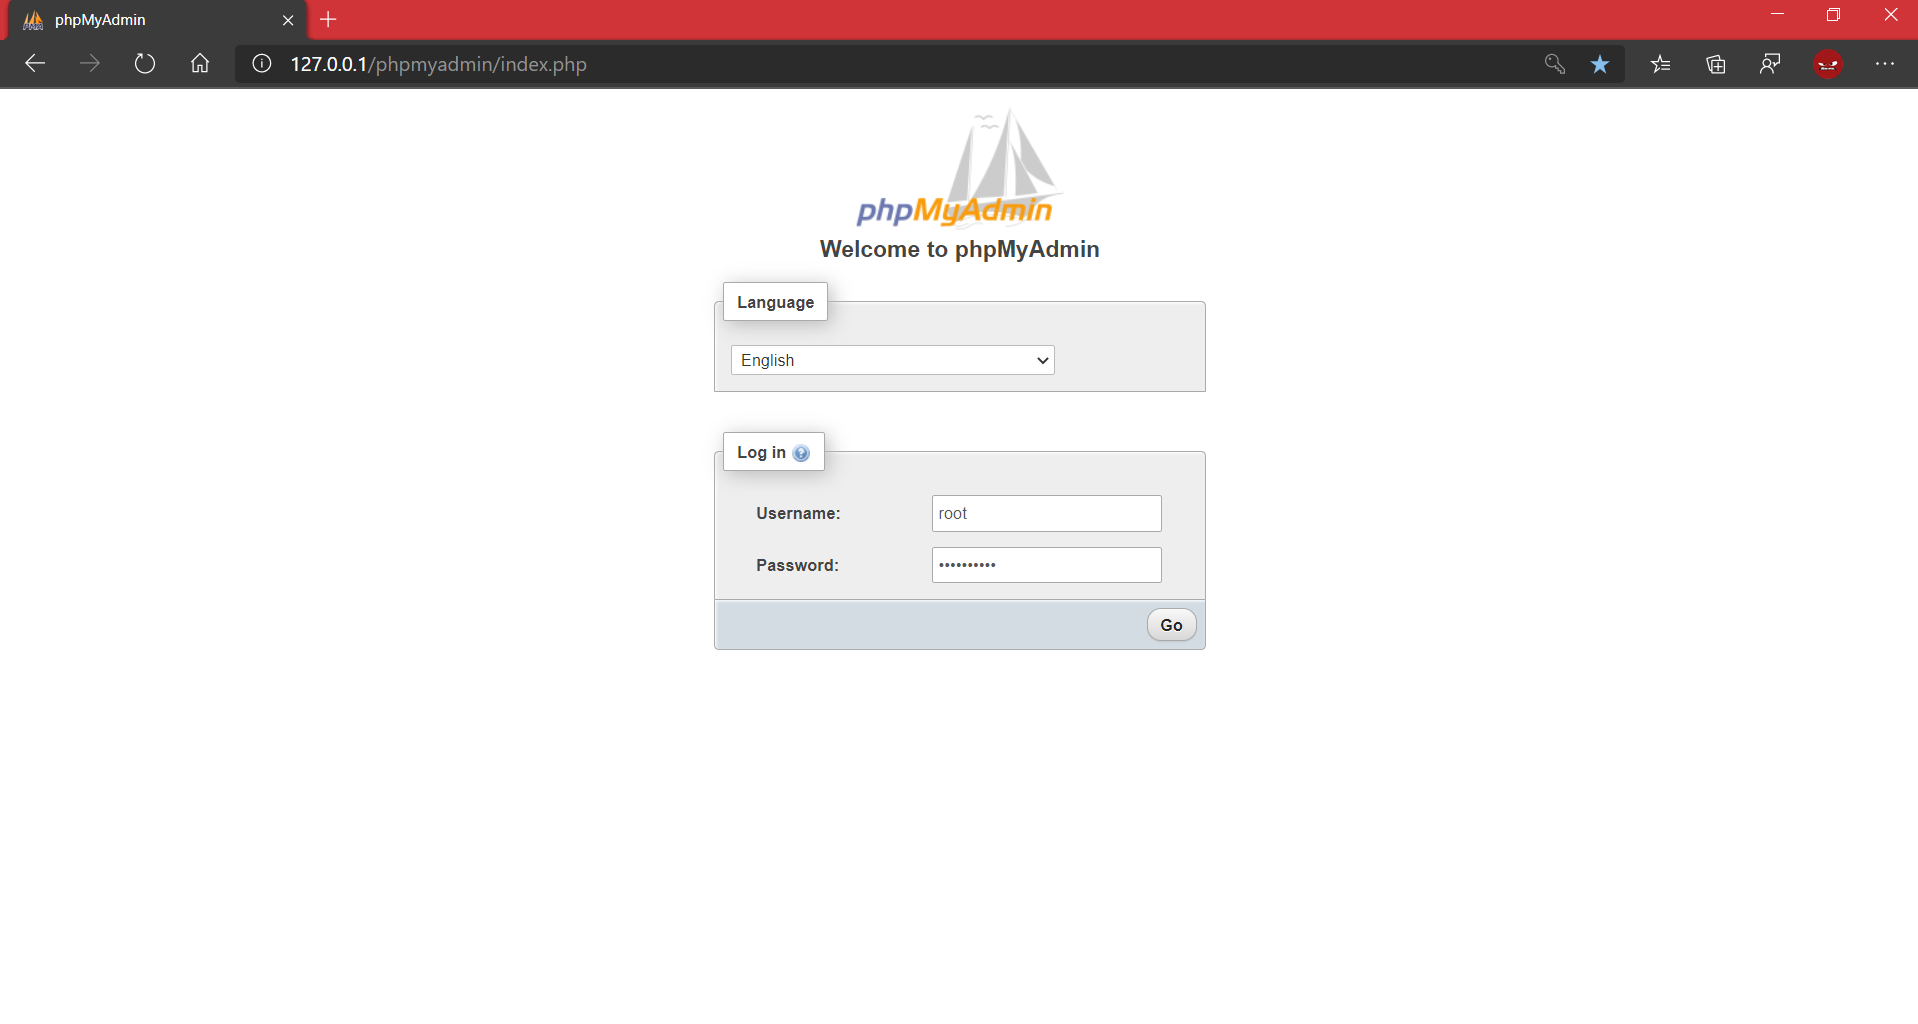 phpMyAdmin
127.0.0.1/phpmyadmin/index.php
phpMyAdmin
Welcome to phpMyAdmin
Language
English
Log in
Username: root
Password: ••••••••••
Go